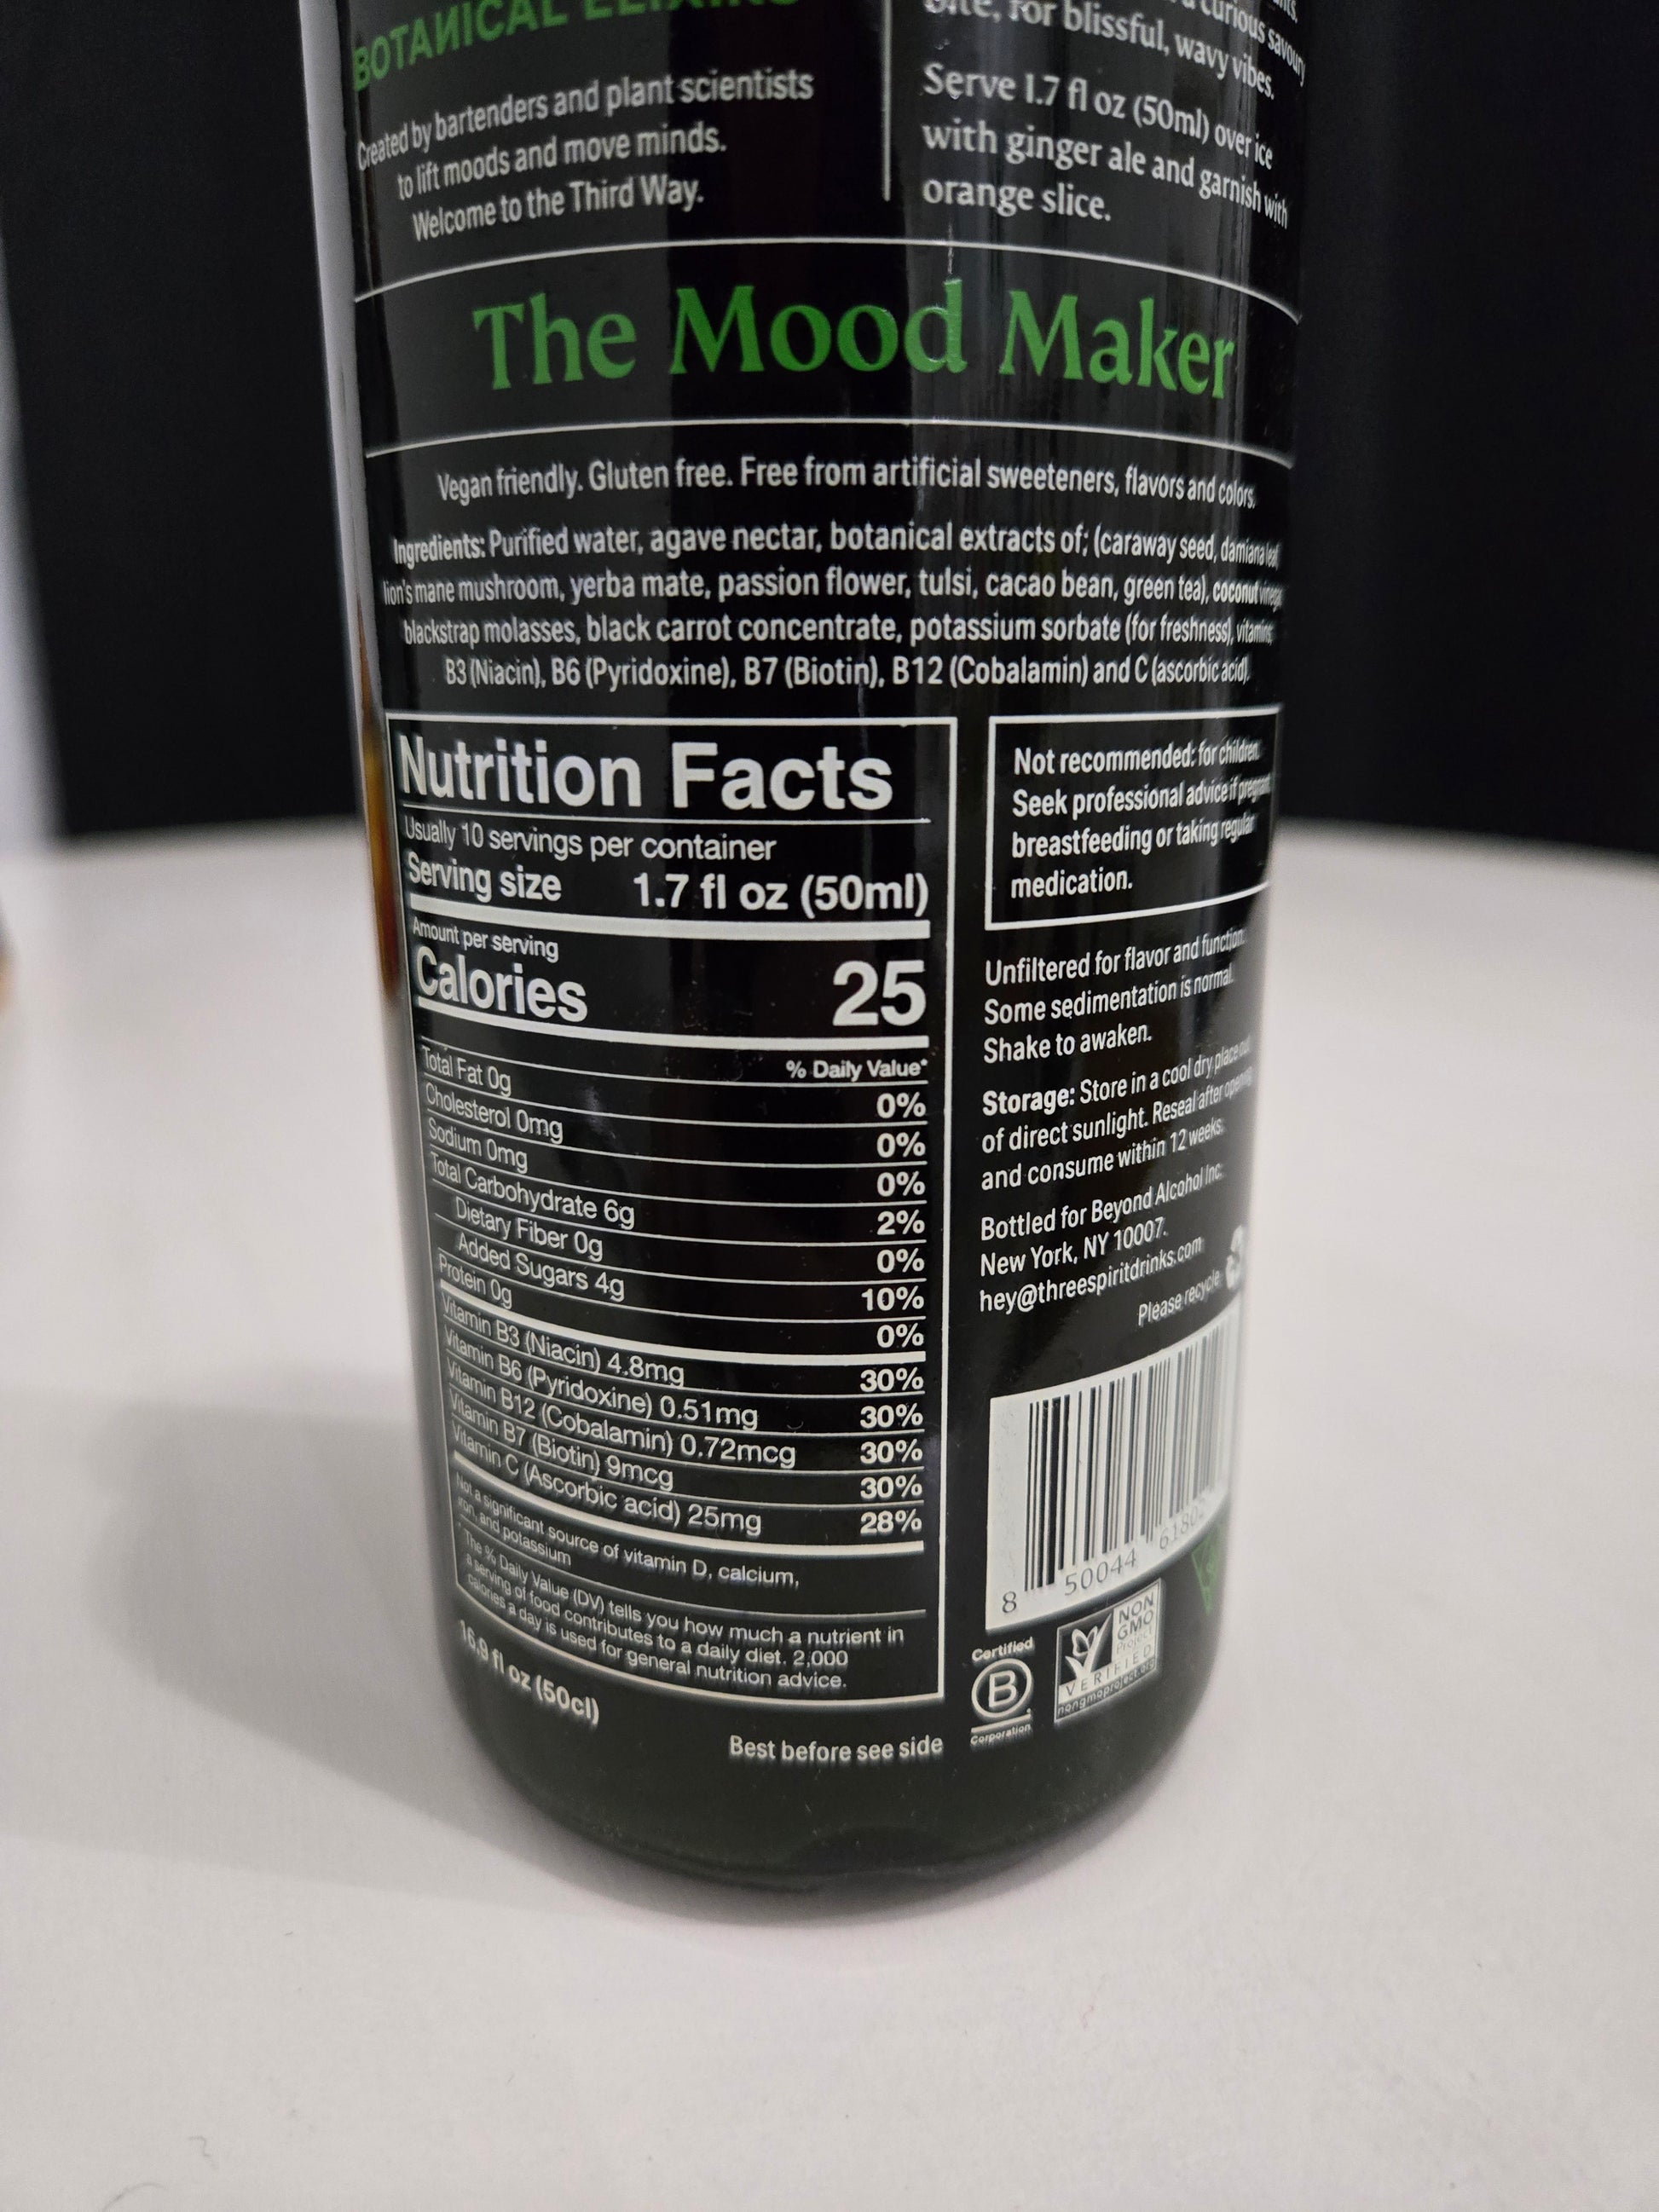 BOTANICAL
Created by bartenders and plant scientists
to lift moods and move minds.
Welcome to the Third Way.
curious savoury
bite, for blissful, wavy vibes.
Serve 1.7 fl oz (50ml) over ice
with ginger ale and garnish with
orange slice.
The Mood Maker
Vegan friendly. Gluten free. Free from artificial sweeteners, flavors and colors.
Ingredients: Purified water, agave nectar, botanical extracts of; (caraway seed, damiana leaf,
lion's mane mushroom, yerba mate, passion flower, tulsi, cacao bean, green tea), coconut vinegar,
blackstrap molasses, black carrot concentrate, potassium sorbate (for freshness), vitamins:
B3 (Niacin), B6 (Pyridoxine), B7 (Biotin), B12 (Cobalamin) and C (ascorbic acid).
Nutrition Facts
Usually 10 servings per container
Serving size 1.7 fl oz (50ml)
Amount per serving
Calories 25
% Daily Value*
Total Fat 0g 0%
Cholesterol 0mg 0%
Sodium 0mg 0%
Total Carbohydrate 6g 2%
Dietary Fiber 0g 0%
Added Sugars 4g 10%
Protein 0g 0%
Vitamin B3 (Niacin) 4.8mg 30%
Vitamin B6 (Pyridoxine) 0.51mg 30%
Vitamin B12 (Cobalamin) 0.72mcg 30%
Vitamin B7 (Biotin) 9mcg 30%
Vitamin C (Ascorbic acid) 25mg 28%
Not a significant source of vitamin D, calcium,
iron, and potassium
* The % Daily Value (DV) tells you how much a nutrient in
a serving of food contributes to a daily diet. 2,000
calories a day is used for general nutrition advice.
16.9 fl oz (50cl)
Best before see side
Not recommended: for children.
Seek professional advice if pregnant,
breastfeeding or taking regular
medication.
Unfiltered for flavor and function.
Some sedimentation is normal.
Shake to awaken.
Storage: Store in a cool dry place out
of direct sunlight. Reseal after opening
and consume within 12 weeks.
Bottled for Beyond Alcohol Inc.
New York, NY 10007.
hey@threespiritdrinks.com
Please recycle
8 50044 6180
Certified
B
Corporation
NON
GMO
Project
VERIFIED
nongmoproject.org